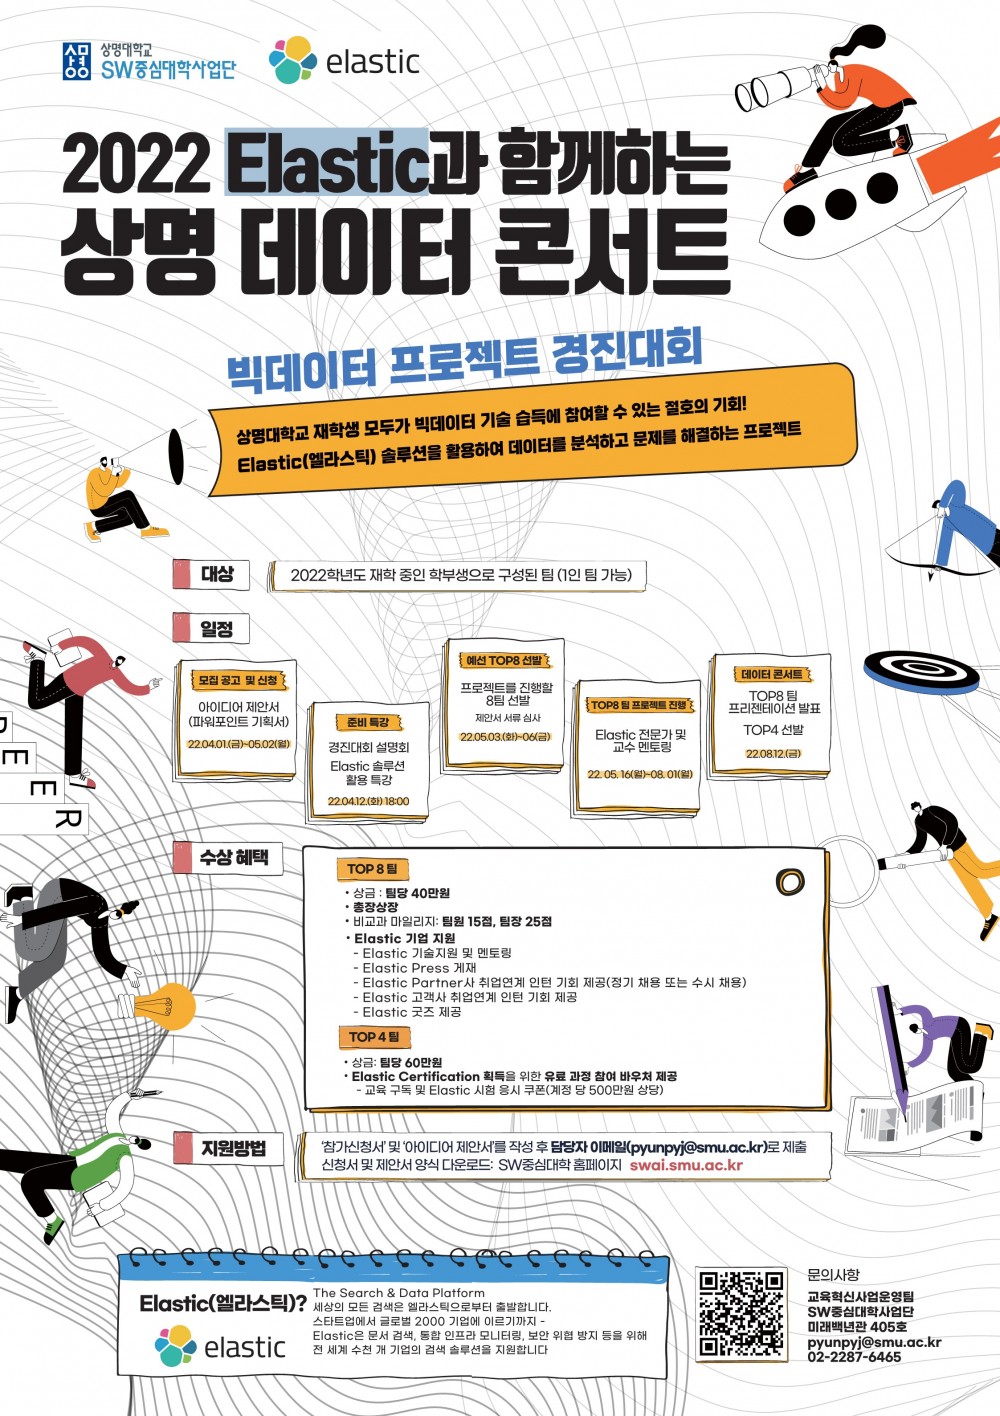 상명대학교
SW중심대학사업단
elastic
2022 Elastic과 함께하는
상명 데이터 콘서트
빅데이터 프로젝트 경진대회
상명대학교 재학생 모두가 빅데이터 기술 습득에 참여할 수 있는 절호의 기회!
Elastic(엘라스틱) 솔루션을 활용하여 데이터를 분석하고 문제를 해결하는 프로젝트
대상
2022학년도 재학 중인 학부생으로 구성된 팀 (1인 팀 가능)
일정
모집 공고 및 신청
아이디어 제안서
(파워포인트 기획서)
22.04.01.(금)~05.02(월)
준비 특강
경진대회 설명회
Elastic 솔루션
활용 특강
22.04.12.(화) 18:00
예선 TOP8 선발
프로젝트를 진행할
8팀 선발
제안서 서류 심사
22.05.03.(화)~06(금)
TOP8 팀 프로젝트 진행
Elastic 전문가 및
교수 멘토링
22. 05. 16(월)~08. 01(월)
데이터 콘서트
TOP8 팀
프리젠테이션 발표
TOP4 선발
22.08.12.(금)
E
E
R
수상 혜택
TOP 8 팀
• 상금 : 팀당 40만원
• 총장상장
• 비교과 마일리지: 팀원 15점, 팀장 25점
• Elastic 기업 지원
- Elastic 기술지원 및 멘토링
- Elastic Press 게재
- Elastic Partner사 취업연계 인턴 기회 제공(정기 채용 또는 수시 채용)
- Elastic 고객사 취업연계 인턴 기회 제공
- Elastic 굿즈 제공
TOP 4 팀
• 상금: 팀당 60만원
• Elastic Certification 획득을 위한 유료 과정 참여 바우처 제공
- 교육 구독 및 Elastic 시험 응시 쿠폰(계정 당 500만원 상당)
지원방법
'참가신청서' 및 '아이디어 제안서'를 작성 후 담당자 이메일(pyunpyj@smu.ac.kr)로 제출
신청서 및 제안서 양식 다운로드: SW중심대학 홈페이지 swai.smu.ac.kr
Elastic(엘라스틱)?
elastic
The Search & Data Platform
세상의 모든 검색은 엘라스틱으로부터 출발합니다.
스타트업에서 글로벌 2000 기업에 이르기까지 -
Elastic은 문서 검색, 통합 인프라 모니터링, 보안 위협 방지 등을 위해
전 세계 수천 개 기업의 검색 솔루션을 지원합니다
문의사항
교육혁신사업운영팀
SW중심대학사업단
미래백년관 405호
pyunpyj@smu.ac.kr
02-2287-6465